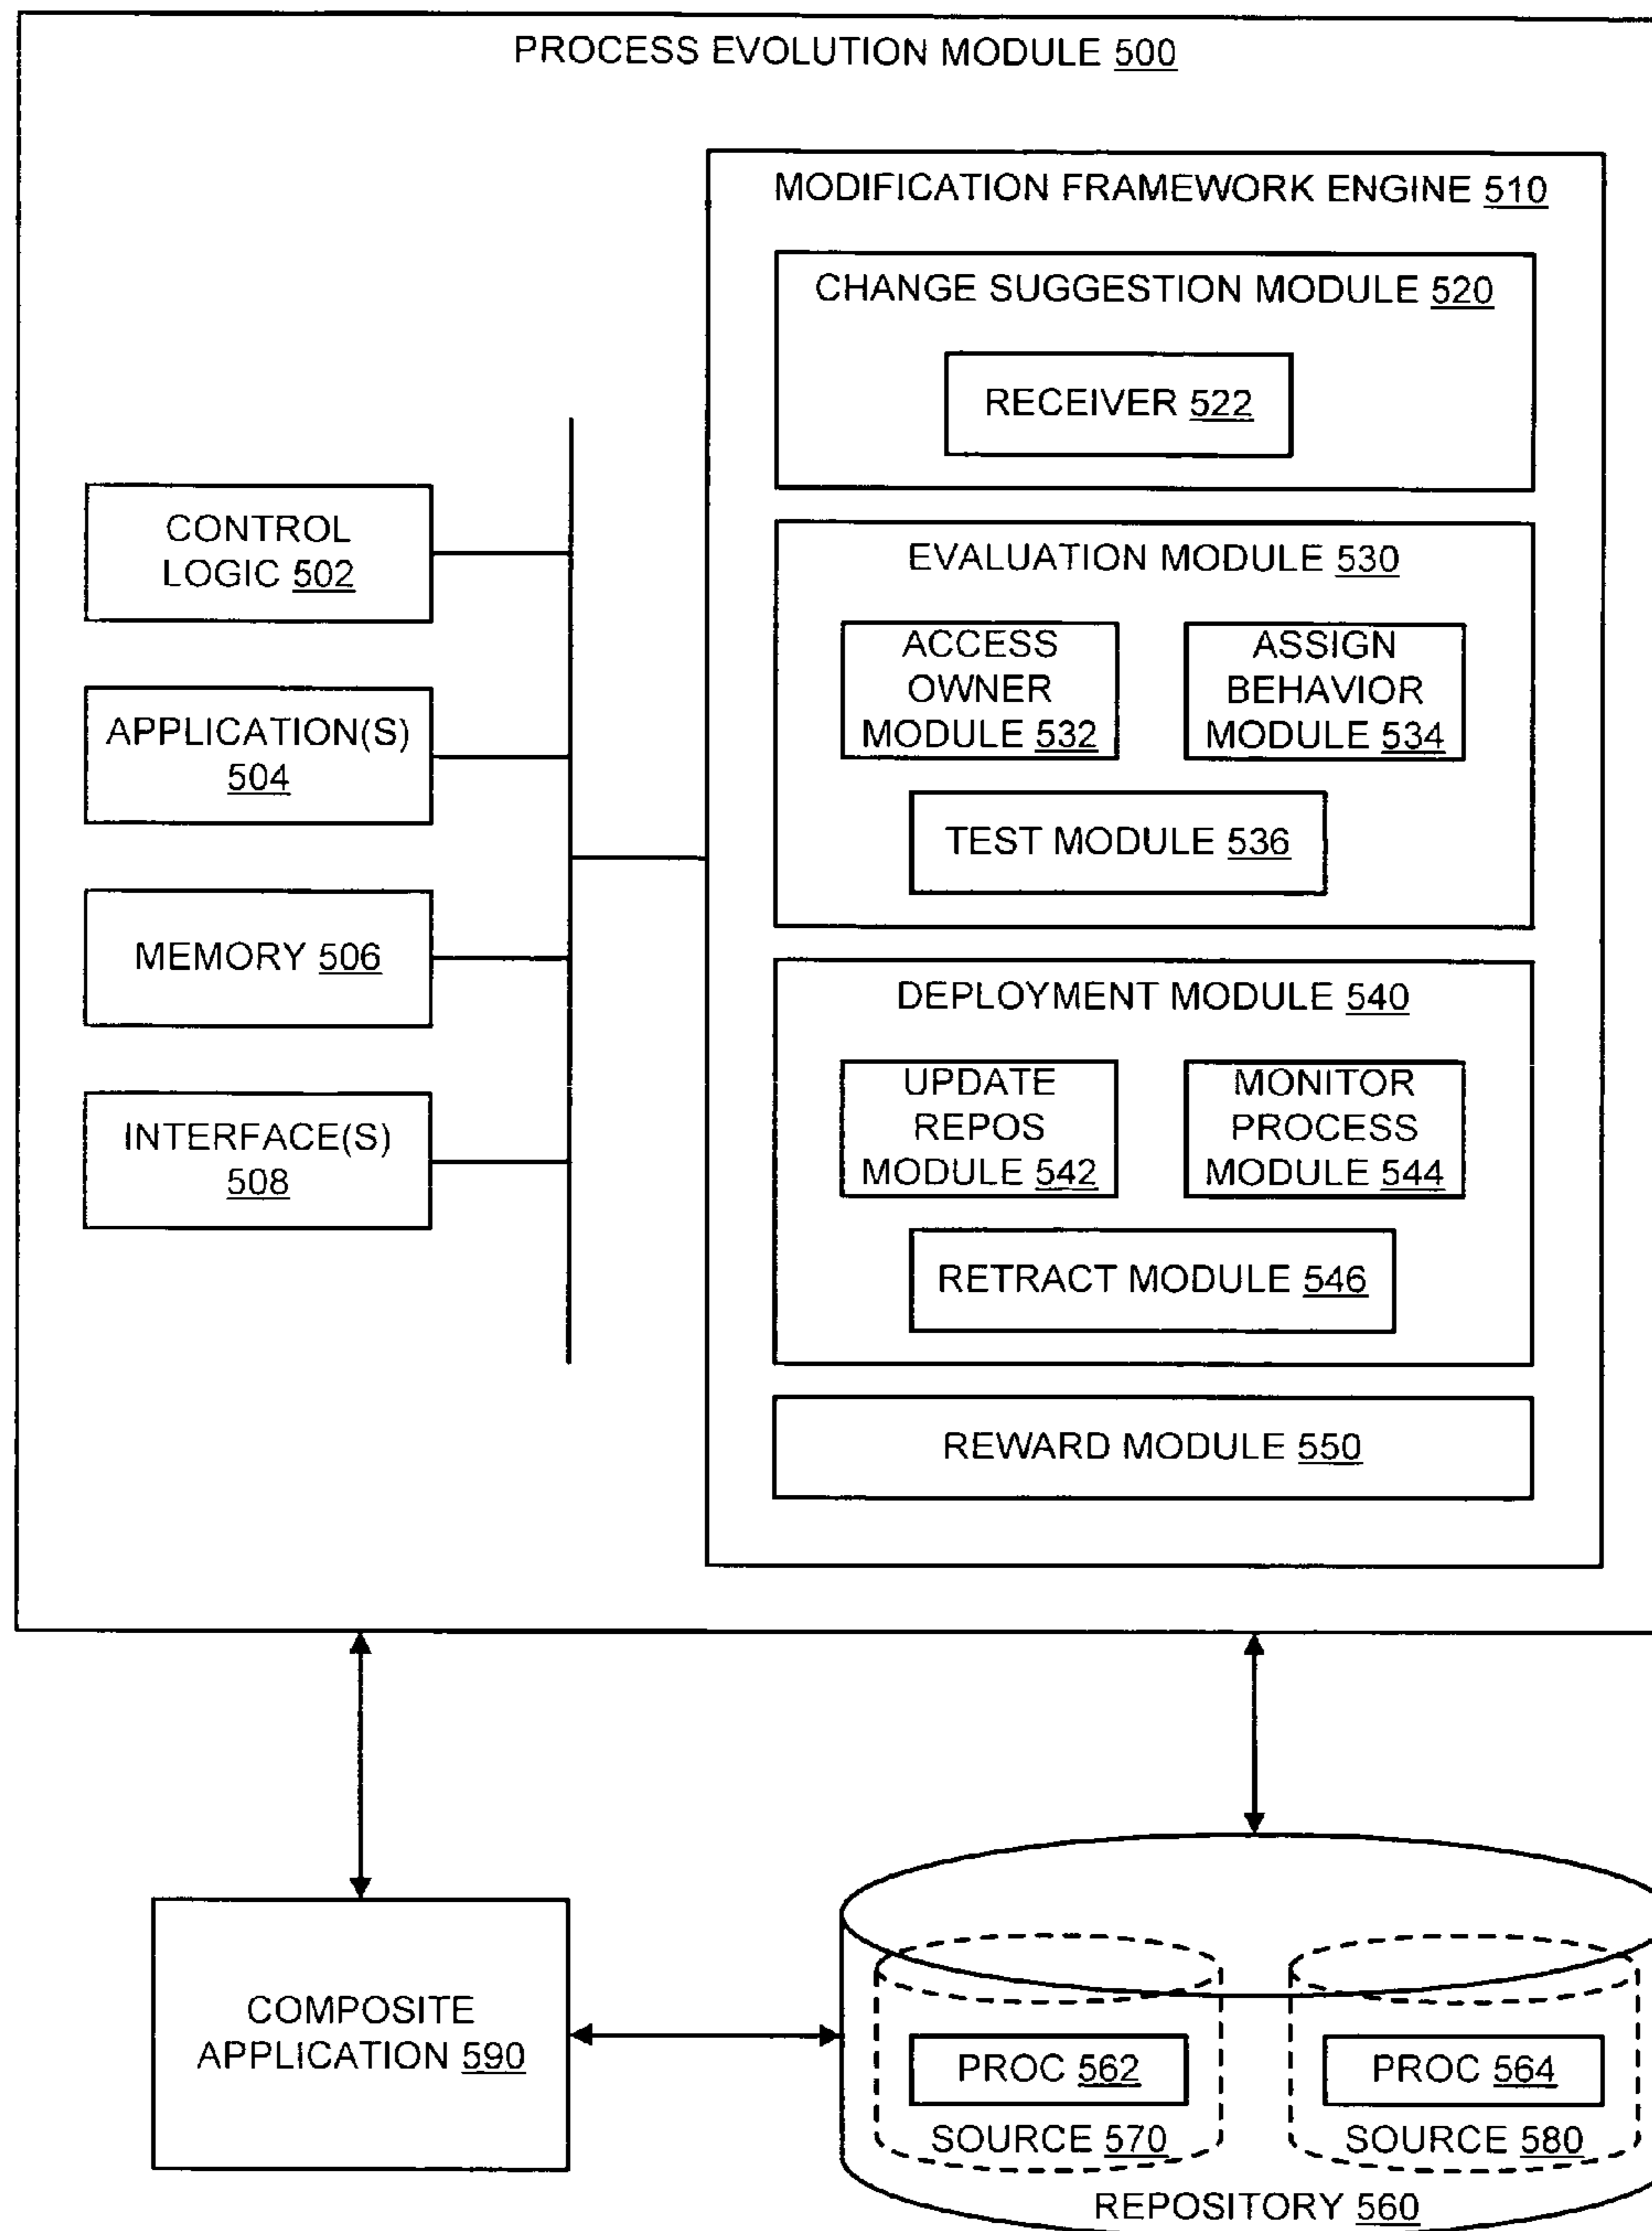 PROCESS EVOLUTION MODULE 500
MODIFICATION FRAMEWORK ENGINE 510
CHANGE SUGGESTION MODULE 520
RECEIVER 522
CONTROL
LOGIC 502
APPLICATION(S)
504
MEMORY 506
INTERFACE(S)
508
EVALUATION MODULE 530
ACCESS
OWNER
MODULE 532
ASSIGN
BEHAVIOR
MODULE 534
TEST MODULE 536
DEPLOYMENT MODULE 540
UPDATE
REPOS
MODULE 542
MONITOR
PROCESS
MODULE 544
RETRACT MODULE 546
REWARD MODULE 550
COMPOSITE
APPLICATION 590
PROC 562
SOURCE 570
PROC 564
SOURCE 580
REPOSITORY 560